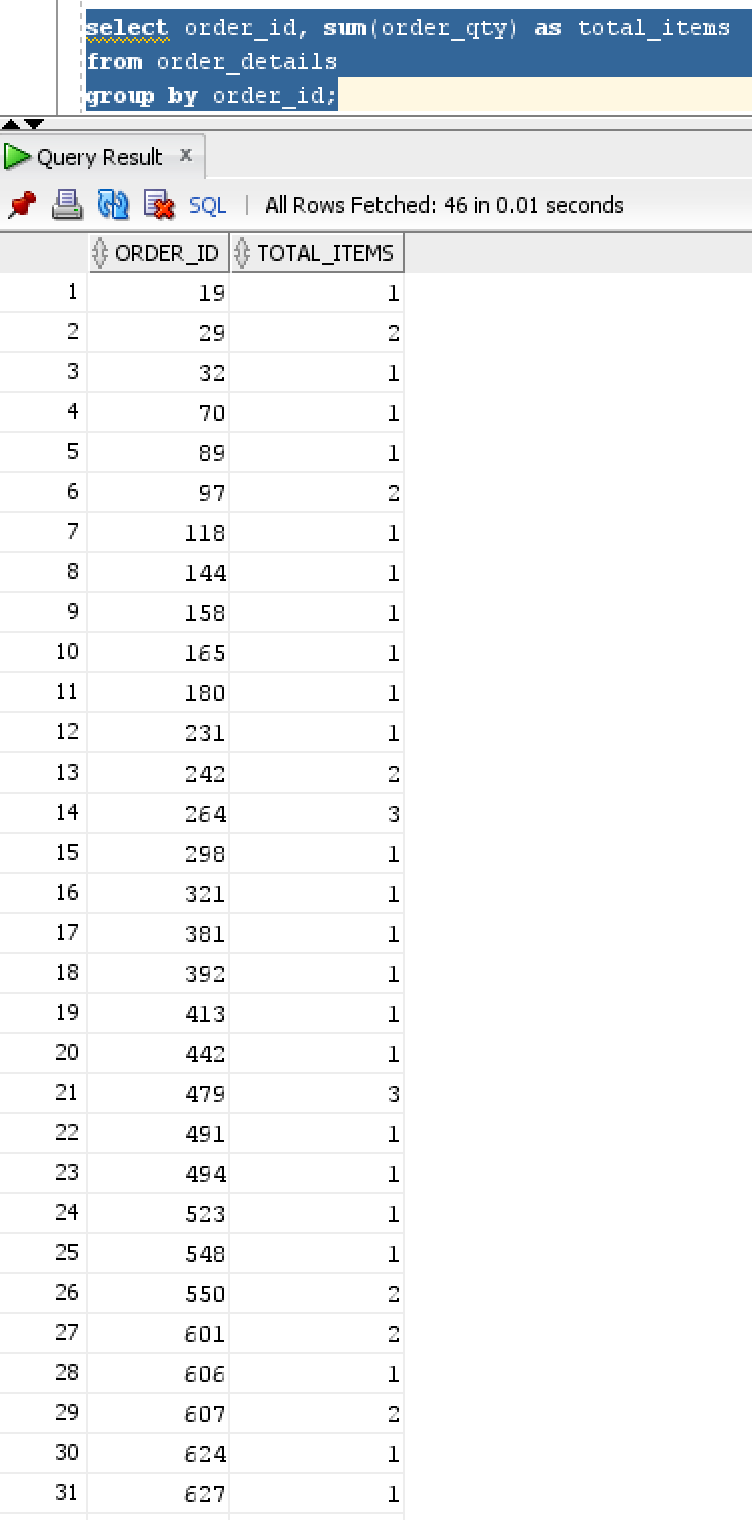 select order_id, sum(order_qty) as total_items
from order_details
group by order_id;
Query Result x
SQL | All Rows Fetched: 46 in 0.01 seconds
ORDER_ID TOTAL_ITEMS
1 19 1
2 29 2
3 32 1
4 70 1
5 89 1
6 97 2
7 118 1
8 144 1
9 158 1
10 165 1
11 180 1
12 231 1
13 242 2
14 264 3
15 298 1
16 321 1
17 381 1
18 392 1
19 413 1
20 442 1
21 479 3
22 491 1
23 494 1
24 523 1
25 548 1
26 550 2
27 601 2
28 606 1
29 607 2
30 624 1
31 627 1